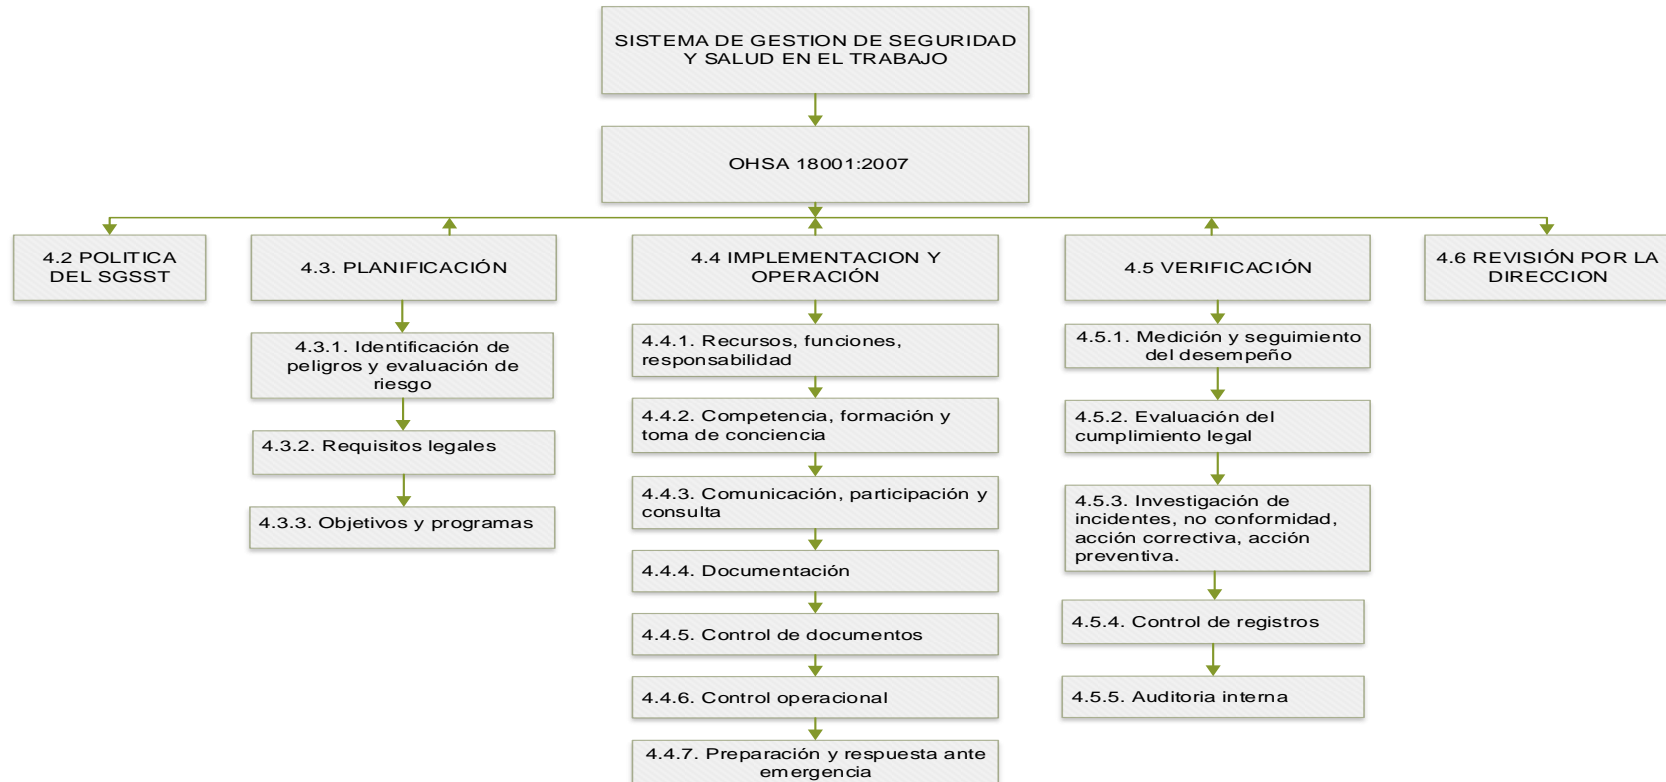 SISTEMA DE GESTION DE SEGURIDAD
Y SALUD EN EL TRABAJO
OHSA 18001:2007
4.2 POLITICA
DEL SGSST
4.3. PLANIFICACIÓN
4.4 IMPLEMENTACION Y
OPERACIÓN
4.5 VERIFICACIÓN
4.6 REVISIÓN POR LA
DIRECCION
4.3.1. Identificación de
peligros y evaluación de
riesgo
4.3.2. Requisitos legales
4.3.3. Objetivos y programas
4.4.1. Recursos, funciones,
responsabilidad
4.4.2. Competencia, formación y
toma de conciencia
4.4.3. Comunicación, participación y
consulta
4.4.4. Documentación
4.4.5. Control de documentos
4.4.6. Control operacional
4.4.7. Preparación y respuesta ante
emergencia
4.5.1. Medición y seguimiento
del desempeño
4.5.2. Evaluación del
cumplimiento legal
4.5.3. Investigación de
incidentes, no conformidad,
acción correctiva, acción
preventiva.
4.5.4. Control de registros
4.5.5. Auditoria interna